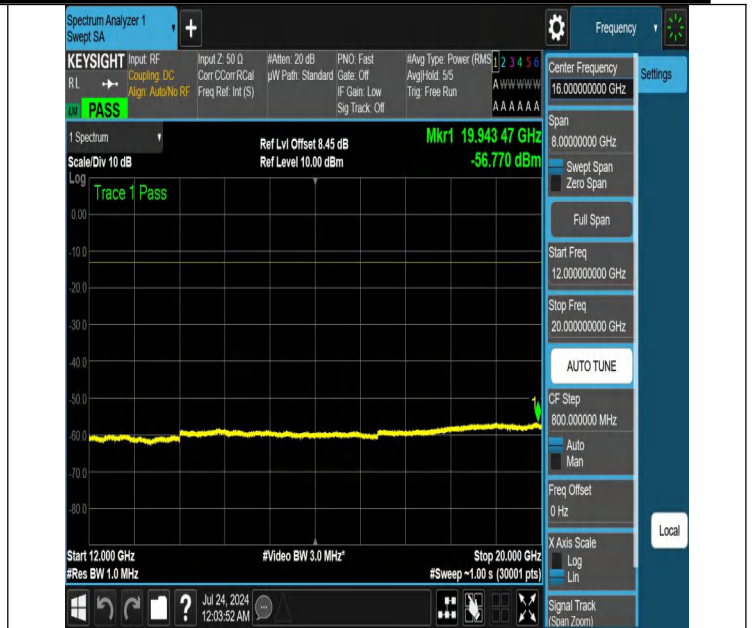 Spectrum Analyzer 1
Swept SA
+
Frequency
KEYSIGHT
RL
PASS
Input: RF
Coupling: DC
Align: Auto/No RF
Input Z: 50 Ω
Corr CCorr RCal
Freq Ref: Int (S)
#Atten: 20 dB
µW Path: Standard
PNO: Fast
Gate: Off
IF Gain: Low
Sig Track: Off
#Avg Type: Power (RMS
Avg|Hold: 5/5
Trig: Free Run
1 2 3 4 5 6
A W W W W W
A A A A A A
1 Spectrum
Scale/Div 10 dB
Log
Ref Lvl Offset 8.45 dB
Ref Level 10.00 dBm
Mkr1 19.943 47 GHz
-56.770 dBm
Trace 1 Pass
0.00
-10.0
-20.0
-30.0
-40.0
-50.0
-60.0
-70.0
-80.0
1
Start 12.000 GHz
#Res BW 1.0 MHz
#Video BW 3.0 MHz*
Stop 20.000 GHz
#Sweep ~1.00 s (30001 pts)
Jul 24, 2024
12:03:52 AM
?
Center Frequency
16.00000000 GHz
Settings
Span
8.00000000 GHz
Swept Span
Zero Span
Full Span
Start Freq
12.000000000 GHz
Stop Freq
20.000000000 GHz
AUTO TUNE
CF Step
800.000000 MHz
Auto
Man
Freq Offset
0 Hz
X Axis Scale
Log
Lin
Local
Signal Track
(Span Zoom)